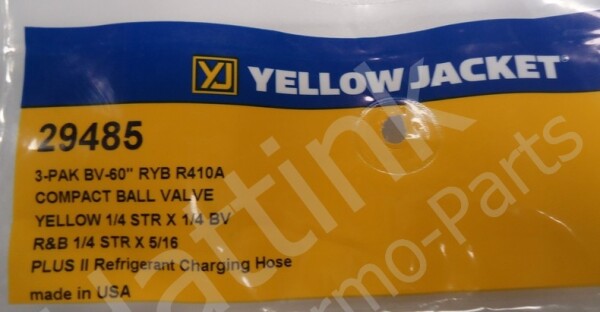 YJ YELLOW JACKET
29485
3-PAK BV-60" RYB R410A
COMPACT BALL VALVE
YELLOW 1/4 STR X 1/4 BV
R&B 1/4 STR X 5/16
PLUS II Refrigerant Charging Hose
made in USA